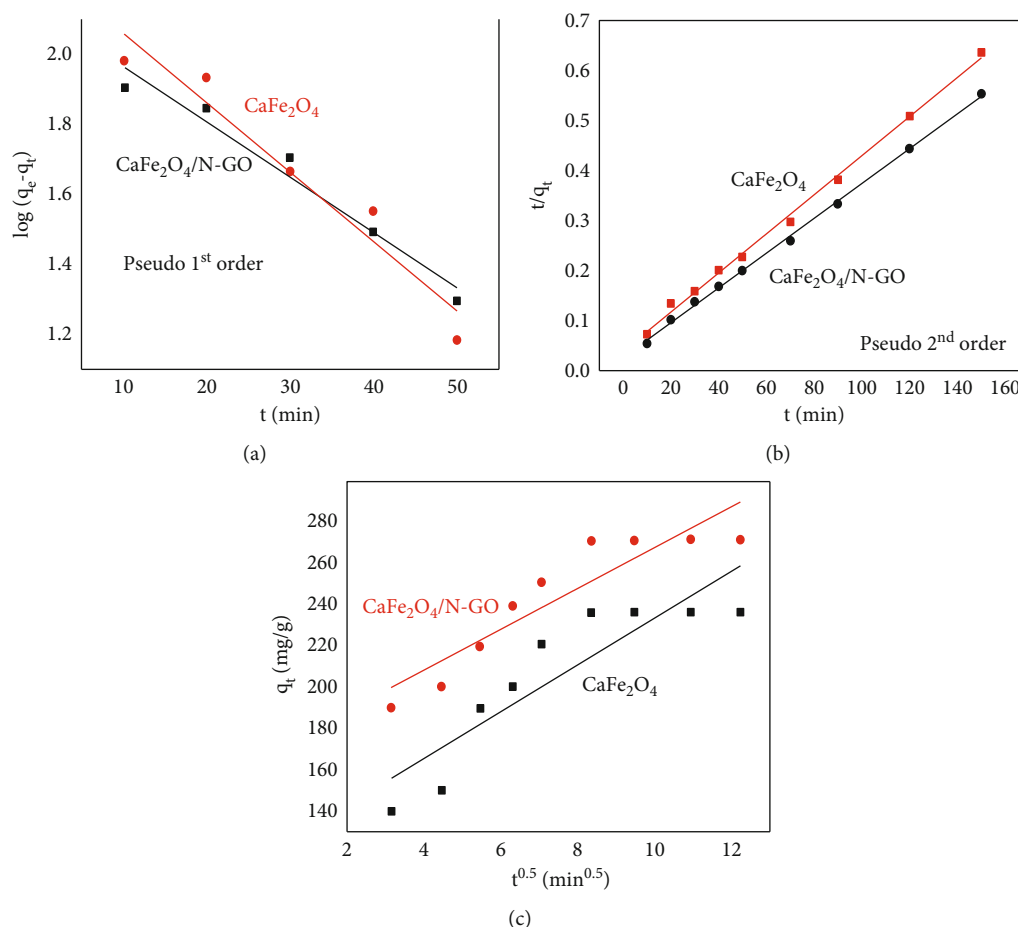 (a)
log (qₑ-qₜ)
2.0
1.8
1.6
1.4
1.2
CaFe₂O₄
CaFe₂O₄/N-GO
Pseudo 1ˢᵗ order
10 20 30 40 50
t (min)
(b)
t/qₜ
0.7
0.6
0.5
0.4
0.3
0.2
0.1
0.0
CaFe₂O₄
CaFe₂O₄/N-GO
Pseudo 2ⁿᵈ order
0 20 40 60 80 100 120 140 160
t (min)
(c)
qₜ (mg/g)
280
260
240
220
200
180
160
140
CaFe₂O₄/N-GO
CaFe₂O₄
2 4 6 8 10 12
t⁰·⁵ (min⁰·⁵)